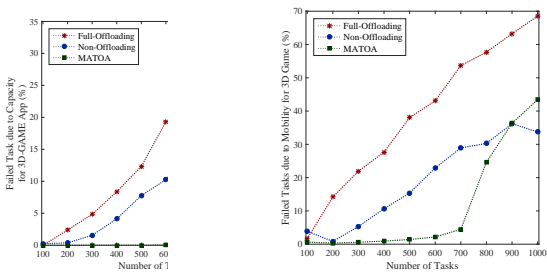 35
30
25
20
15
10
5
0
Failed Task due to Capacity
for 3D-GAME App (%)
Full-Offloading
Non-Offloading
MATOA
100 200 300 400 500
Number of
70
60
50
40
30
20
10
0
Failed Tasks due to Mobility for 3D Game (%)
Full-Offloading
Non-Offloading
MATOA
100 200 300 400 500 600 700 800 900 1000
Number of Tasks